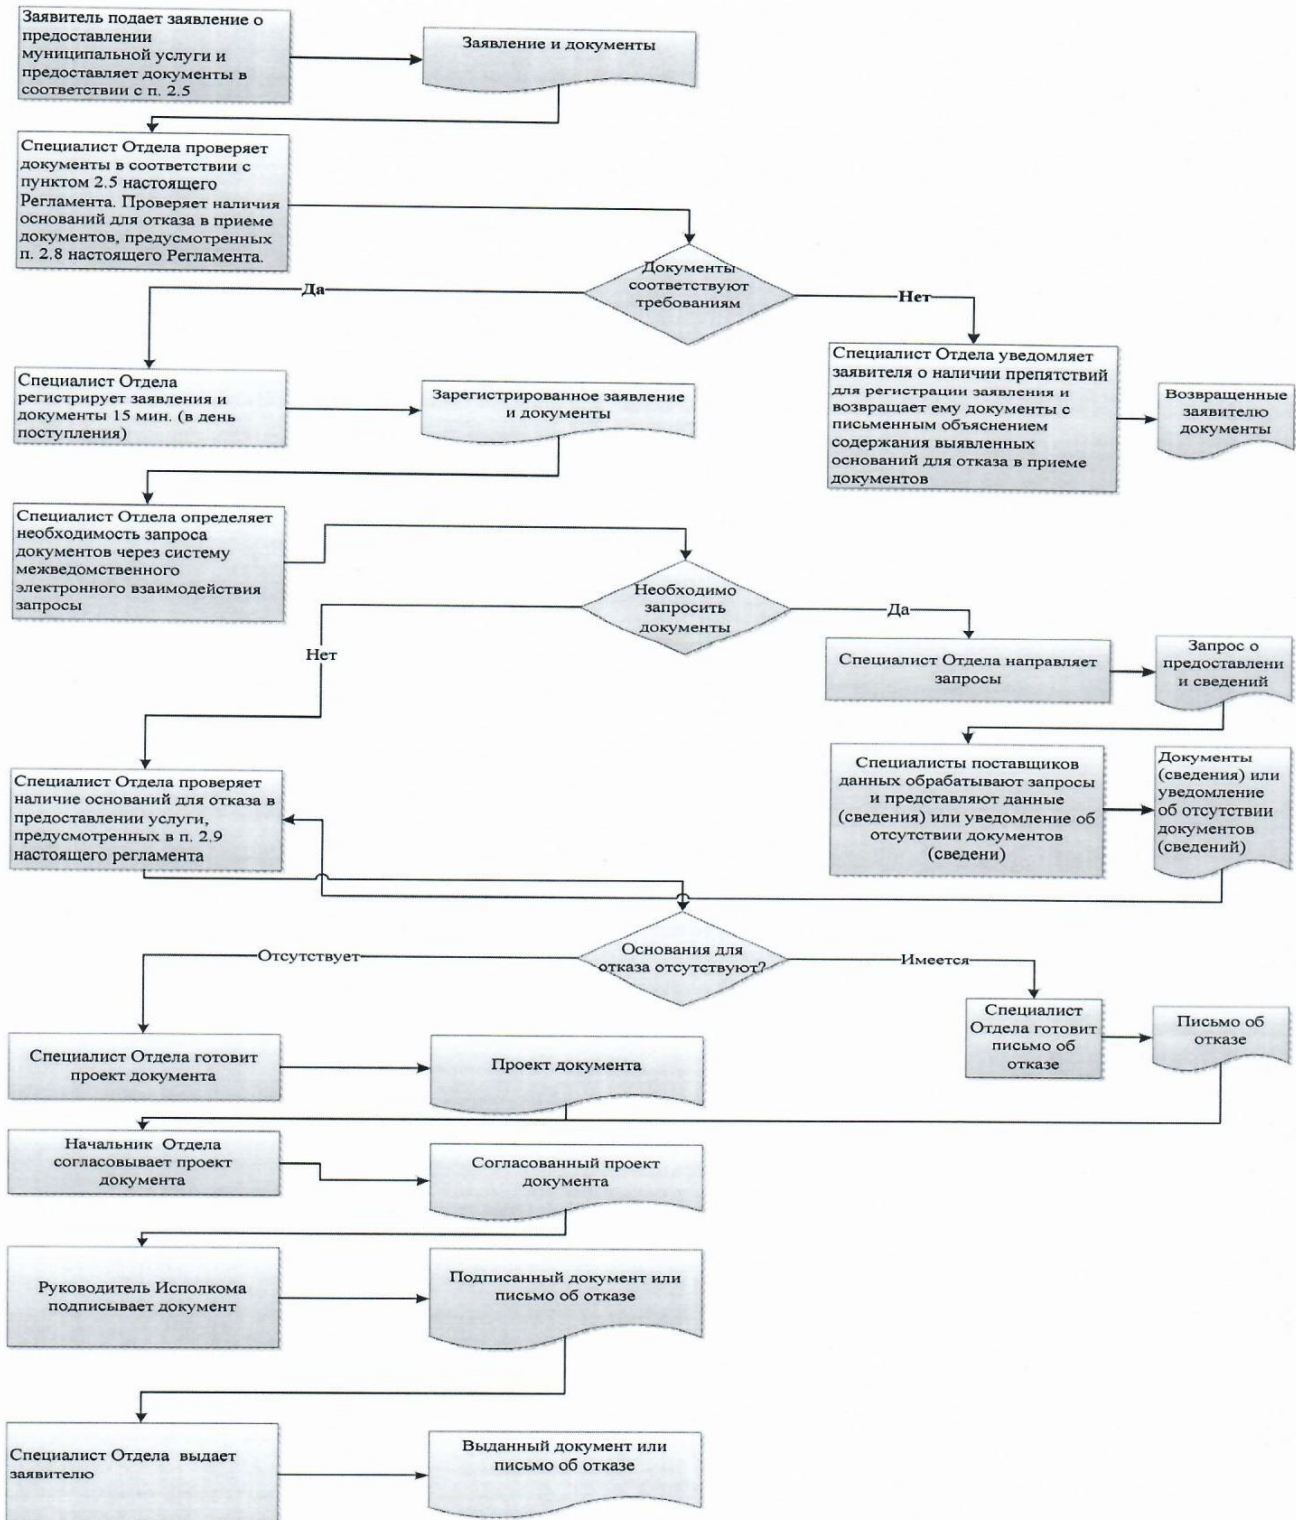 Заявитель подает заявление о
предоставлении
муниципальной услуги и
предоставляет документы в
соответствии с п. 2.5
Заявление и документы
Специалист Отдела проверяет
документы в соответствии с
пунктом 2.5 настоящего
Регламента. Проверяет наличия
оснований для отказа в приеме
документов, предусмотренных
п. 2.8 настоящего Регламента.
Документы
соответствуют
требованиям
Да
Нет
Специалист Отдела
регистрирует заявления и
документы 15 мин. (в день
поступления)
Зарегистрированное заявление
и документы
Специалист Отдела уведомляет
заявителя о наличии препятствий
для регистрации заявления и
возвращает ему документы с
письменным объяснением
содержания выявленных
оснований для отказа в приеме
документов
Возвращенные
заявителю
документы
Специалист Отдела определяет
необходимость запроса
документов через систему
межведомственного
электронного взаимодействия
запросы
Необходимо
запросить
документы
Нет
Да
Специалист Отдела направляет
запросы
Запрос о
предоставлени
и сведений
Специалист Отдела проверяет
наличие оснований для отказа в
предоставлении услуги,
предусмотренных в п. 2.9
настоящего регламента
Специалисты поставщиков
данных обрабатывают запросы
и представляют данные
(сведения) или уведомление об
отсутствии документов
(сведени)
Документы
(сведения) или
уведомление
об отсутствии
документов
(сведений)
Основания для
отказа отсутствуют?
Отсутствует
Имеется
Специалист Отдела готовит
проект документа
Проект документа
Специалист
Отдела готовит
письмо об
отказе
Письмо об
отказе
Начальник Отдела
согласовывает проект
документа
Согласованный проект
документа
Руководитель Исполкома
подписывает документ
Подписанный документ или
письмо об отказе
Специалист Отдела выдает
заявителю
Выданный документ или
письмо об отказе